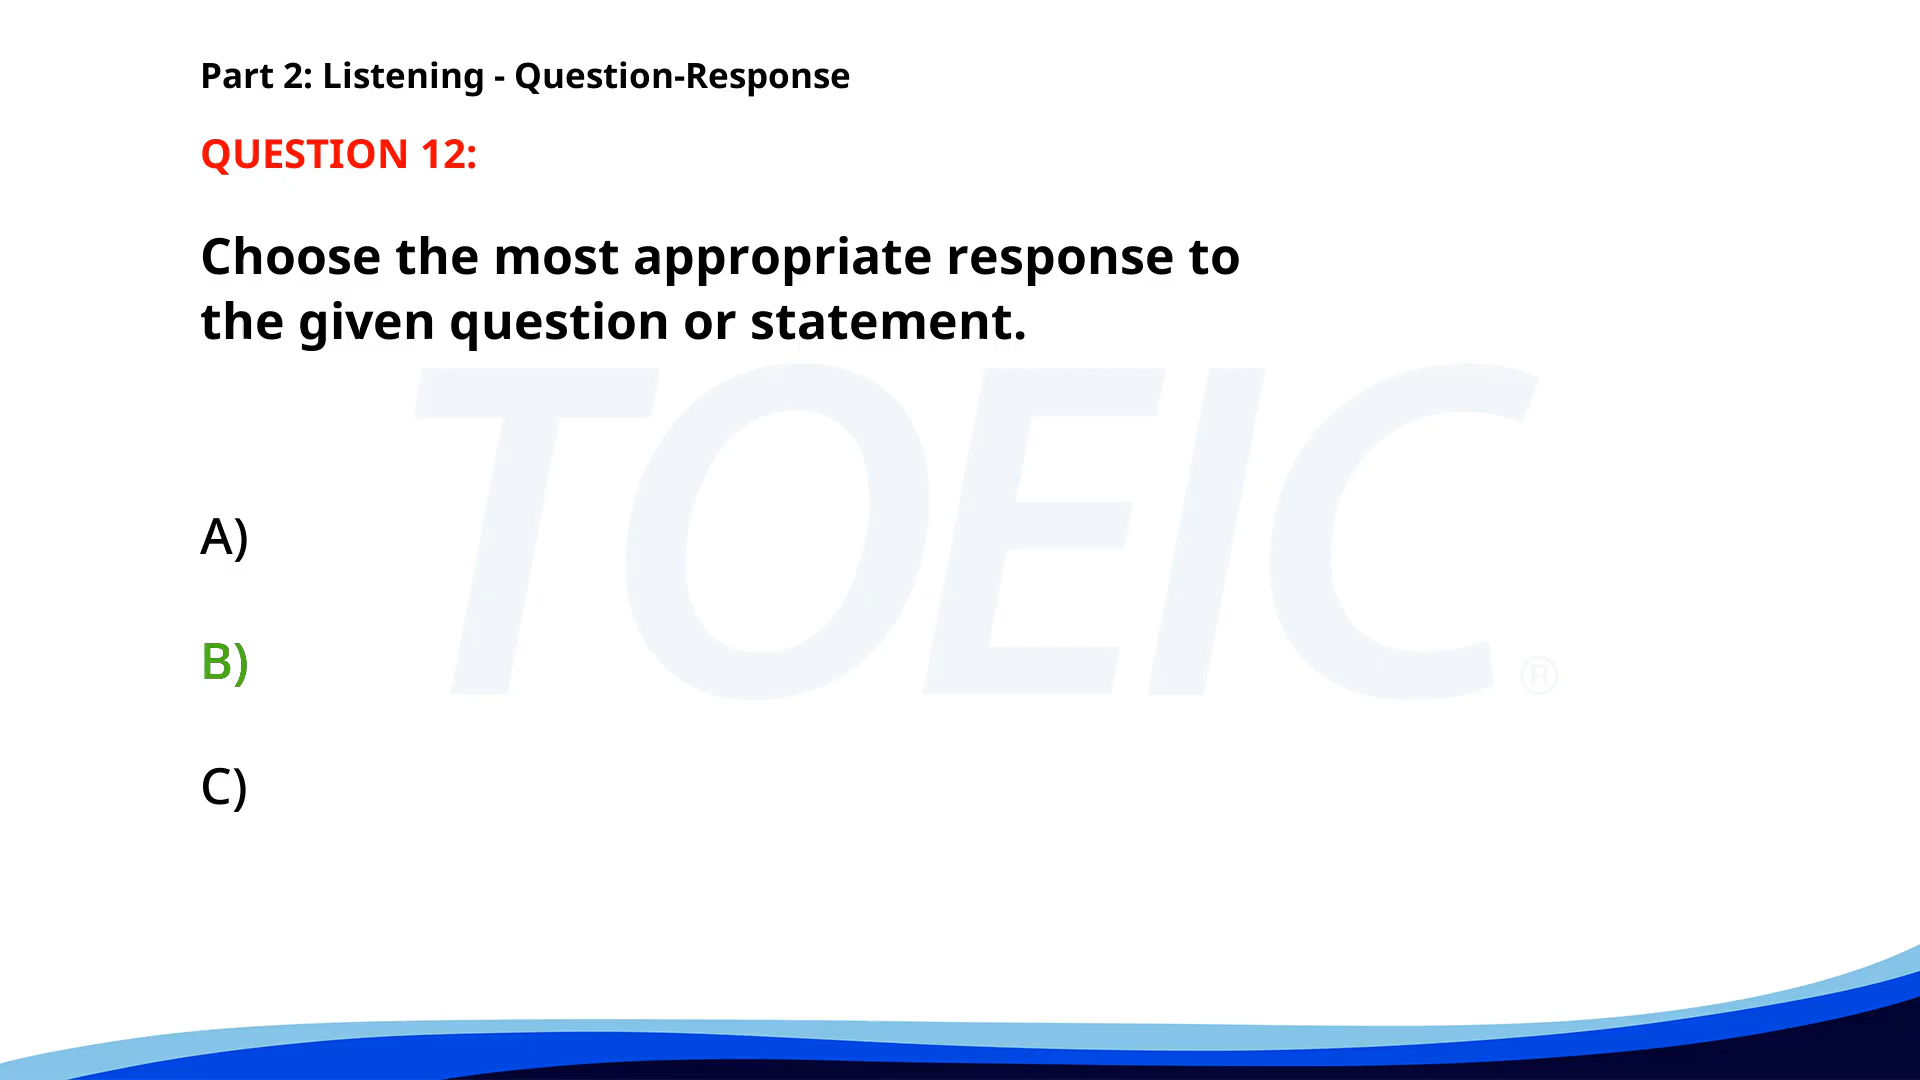 Part 2: Listening - Question-Response
QUESTION 12:
Choose the most appropriate response to
the given question or statement.
TOEIC®
A)
B)
C)